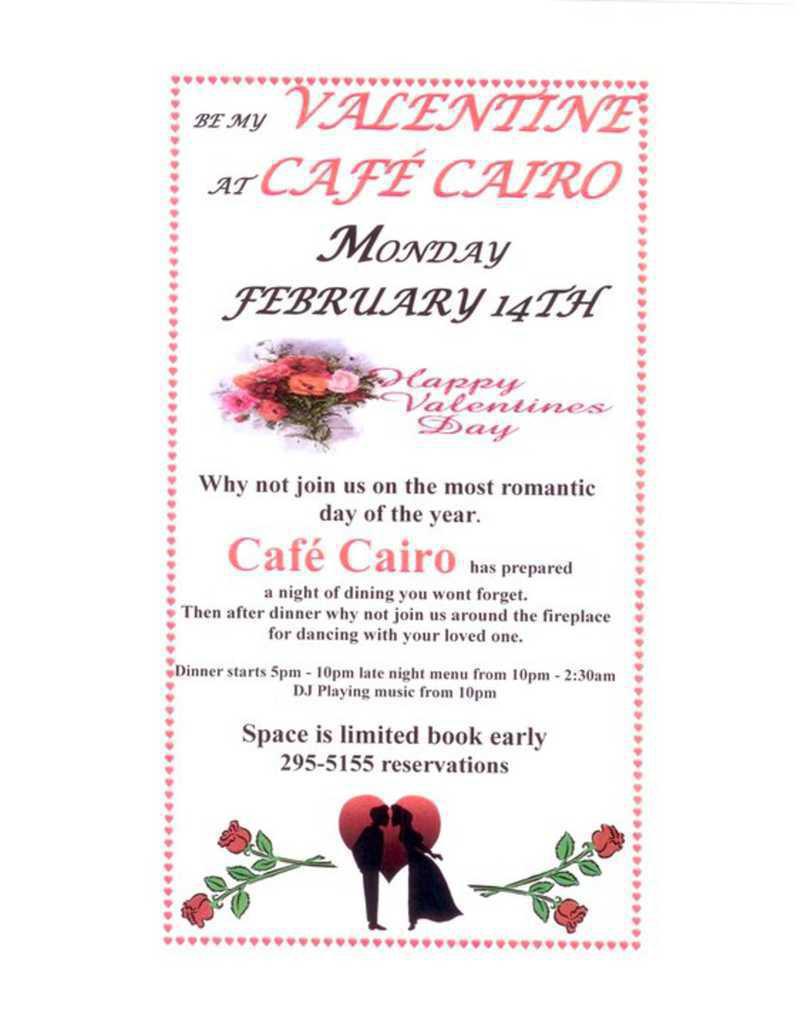 BE MY VALENTINE
AT CAFÉ CAIRO
MONDAY
FEBRUARY 14TH
Happy
Valentines
Day
Why not join us on the most romantic
day of the year.
Café Cairo has prepared
a night of dining you wont forget.
Then after dinner why not join us around the fireplace
for dancing with your loved one.
Dinner starts 5pm - 10pm late night menu from 10pm - 2:30am
DJ Playing music from 10pm
Space is limited book early
295-5155 reservations